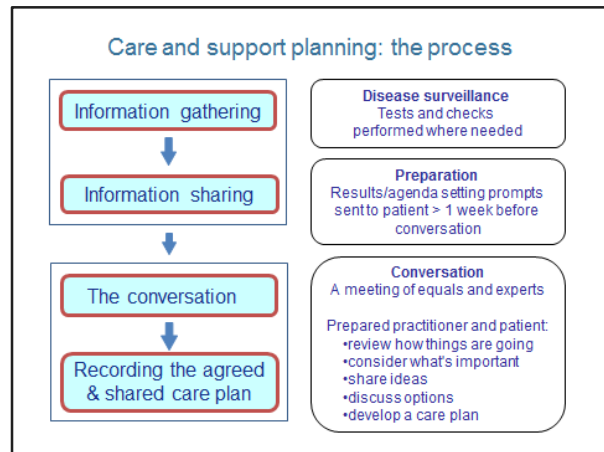 Care and support planning: the process
Information gathering
Information sharing
The conversation
Recording the agreed
& shared care plan
Disease surveillance
Tests and checks
performed where needed
Preparation
Results/agenda setting prompts
sent to patient > 1 week before
conversation
Conversation
A meeting of equals and experts
Prepared practitioner and patient:
•review how things are going
•consider what's important
•share ideas
•discuss options
•develop a care plan